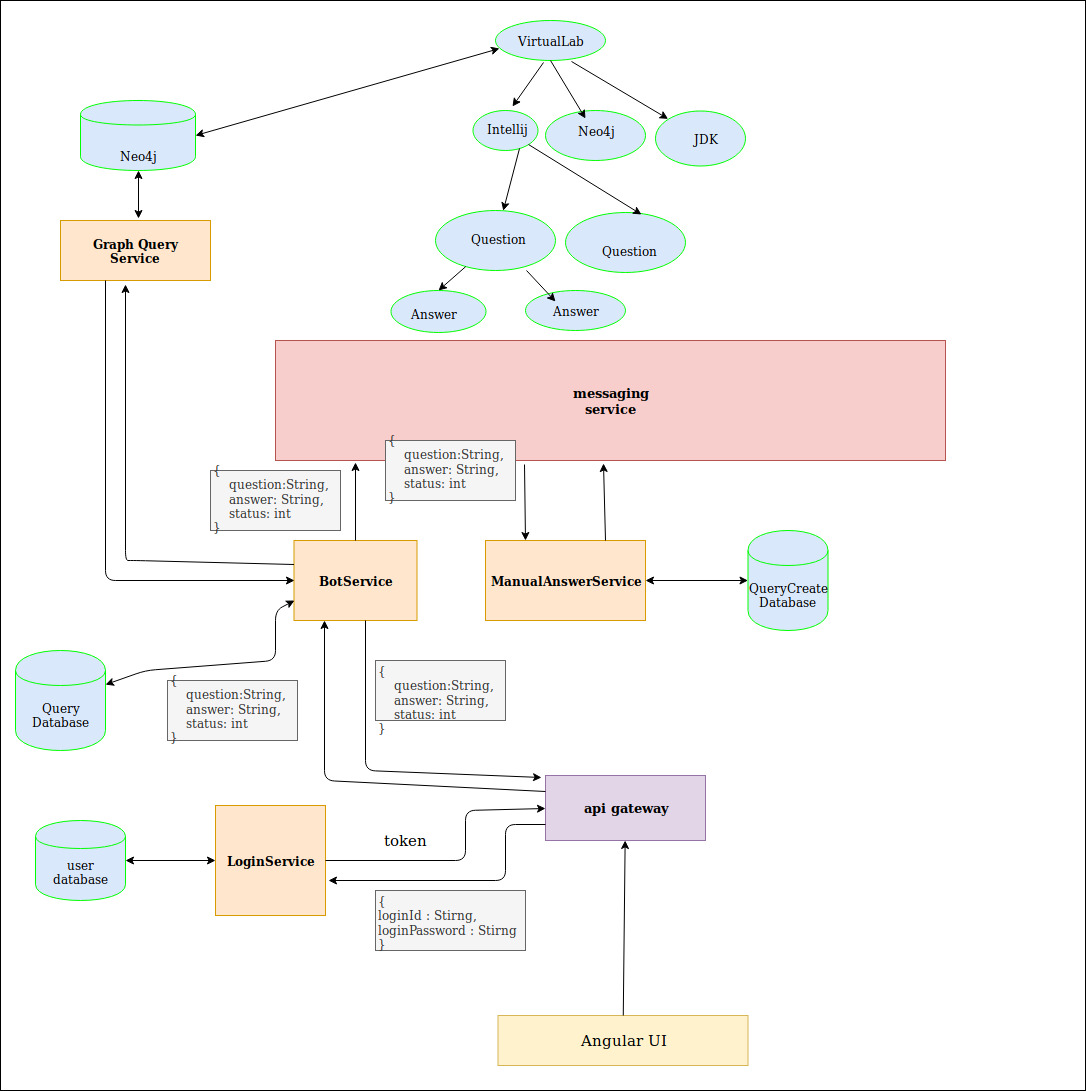 VirtualLab
Intellij
Neo4j
JDK
Neo4j
Question
Question
Graph Query
Service
Answer
Answer
messaging
service
{
question:String,
answer: String,
status: int
}
{
question:String,
answer: String,
status: int
}
BotService
ManualAnswerService
QueryCreate
Database
Query
Database
{
question:String,
answer: String,
status: int
}
{
question:String,
answer: String,
status: int
}
api gateway
token
user
database
LoginService
{
loginId : Stirng,
loginPassword : Stirng
}
Angular UI